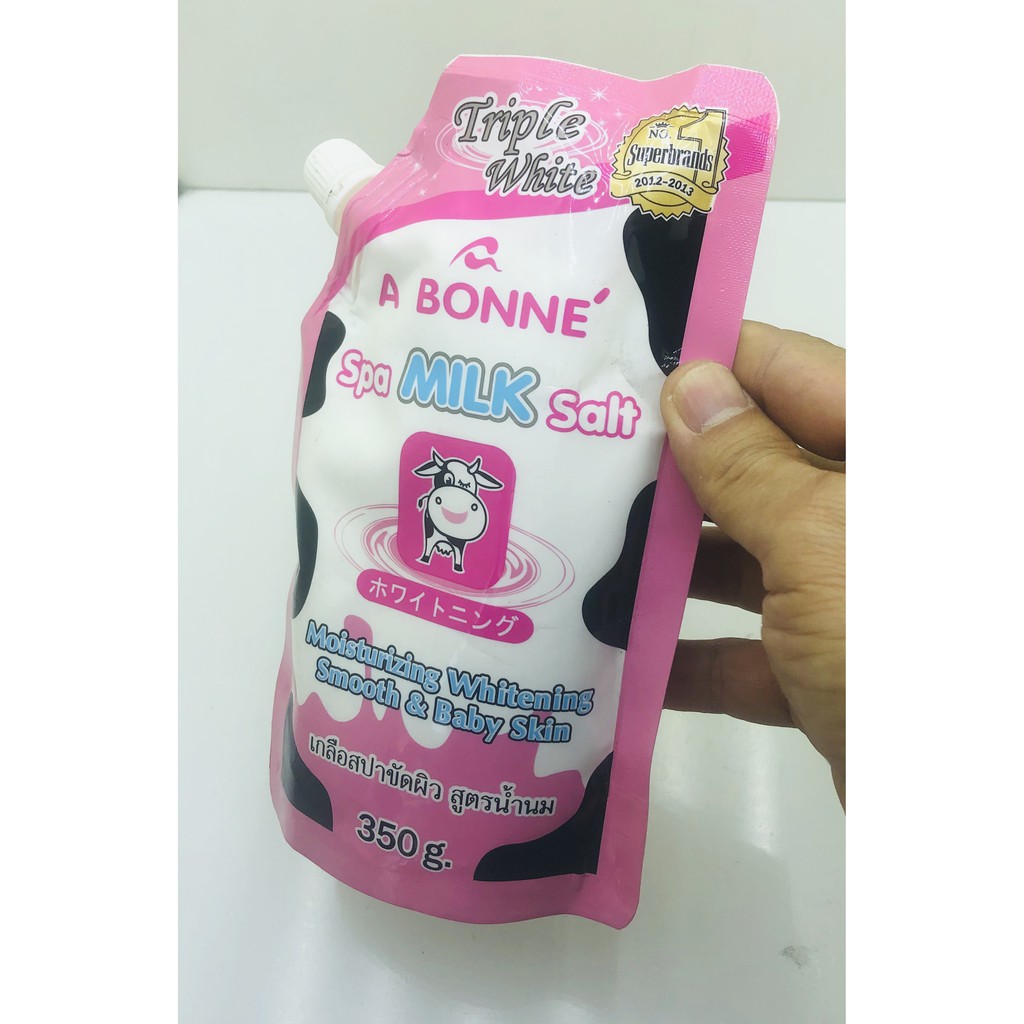 Triple
White
NO. 1
Superbrands
2012-2013
A BONNE´
Spa MILK Salt
ホワイトニング
Moisturizing Whitening
Smooth & Baby Skin
เกลือสปาขัดผิว สูตรน้ำนม
350 g.